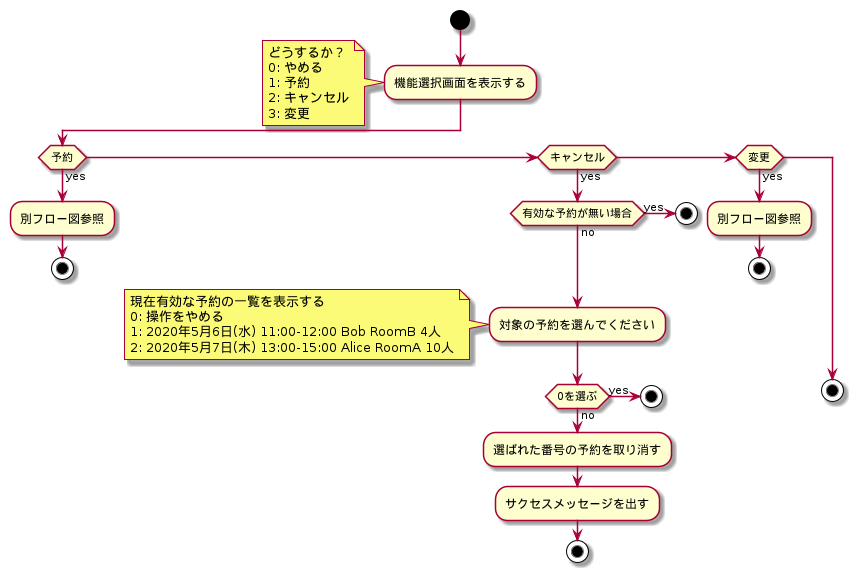 どうするか?
0: やめる
1: 予約
2: キャンセル
3: 変更
機能選択画面を表示する
予約
yes
別フロー図参照
キャンセル
yes
有効な予約が無い場合
yes
no
変更
yes
別フロー図参照
現在有効な予約の一覧を表示する
0: 操作をやめる
1: 2020年5月6日(水) 11:00-12:00 Bob RoomB 4人
2: 2020年5月7日(木) 13:00-15:00 Alice RoomA 10人
対象の予約を選んでください
0を選ぶ
yes
no
選ばれた番号の予約を取り消す
サクセスメッセージを出す